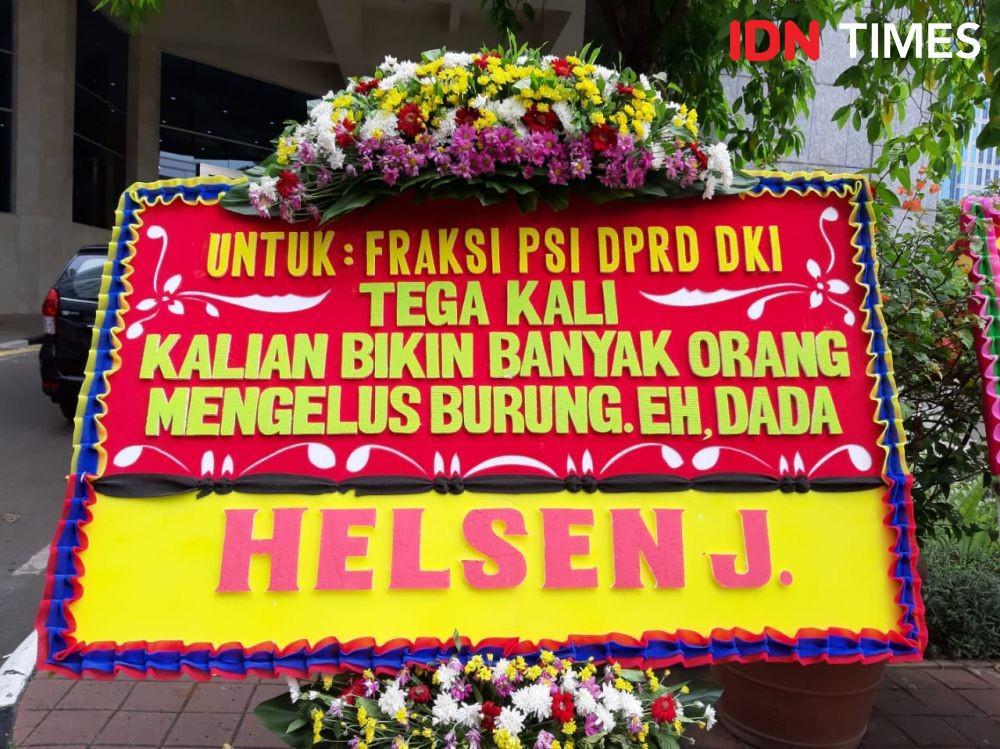 IDN TIMES
UNTUK : FRAKSI PSI DPRD DKI
TEGA KALI
KALIAN BIKIN BANYAK ORANG
MENGELUS BURUNG. EH, DADA
HELSEN J.